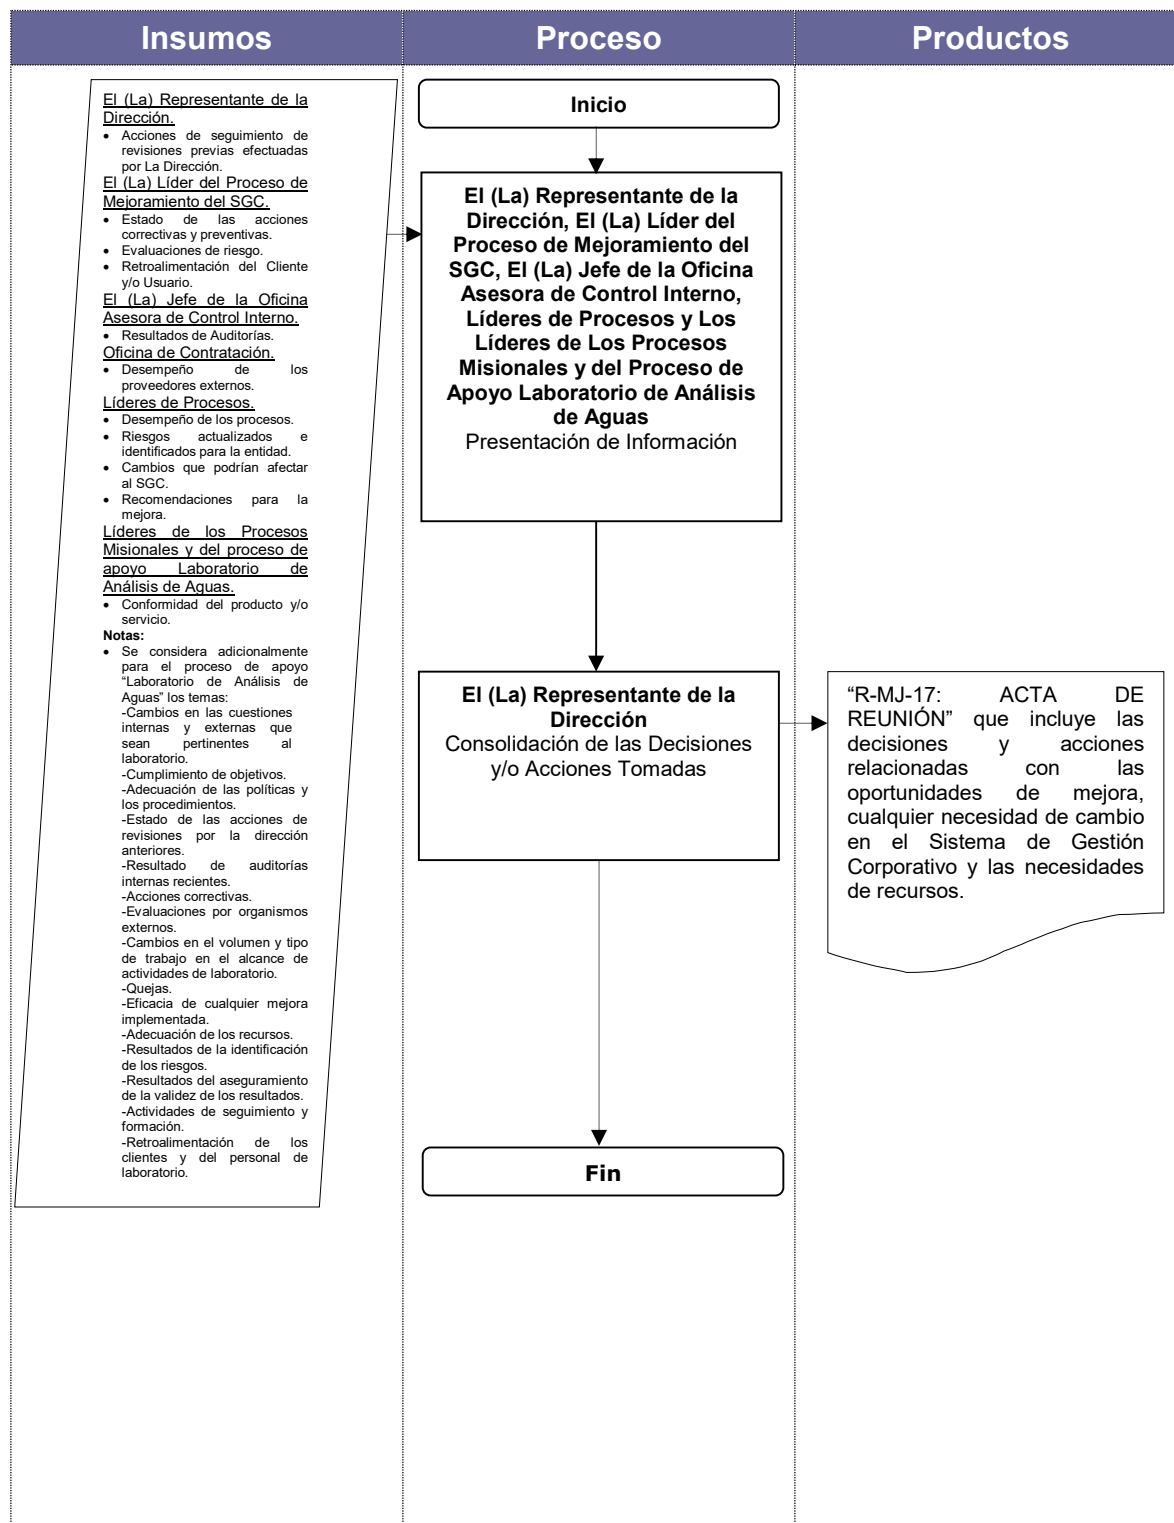 Insumos
Proceso
Productos
El (La) Representante de la
Dirección.
• Acciones de seguimiento de
revisiones previas efectuadas
por La Dirección.
El (La) Líder del Proceso de
Mejoramiento del SGC.
• Estado de las acciones
correctivas y preventivas.
• Evaluaciones de riesgo.
• Retroalimentación del Cliente
y/o Usuario.
El (La) Jefe de la Oficina
Asesora de Control Interno.
• Resultados de Auditorías.
Oficina de Contratación.
• Desempeño de los
proveedores externos.
Líderes de Procesos.
• Desempeño de los procesos.
• Riesgos actualizados e
identificados para la entidad.
• Cambios que podrían afectar
al SGC.
• Recomendaciones para la
mejora.
Líderes de los Procesos
Misionales y del proceso de
apoyo Laboratorio de
Análisis de Aguas.
• Conformidad del producto y/o
servicio.
Notas:
• Se considera adicionalmente
para el proceso de apoyo
“Laboratorio de Análisis de
Aguas” los temas:
-Cambios en las cuestiones
internas y externas que
sean pertinentes al
laboratorio.
-Cumplimiento de objetivos.
-Adecuación de las políticas y
los procedimientos.
-Estado de las acciones de
revisiones por la dirección
anteriores.
-Resultado de auditorías
internas recientes.
-Acciones correctivas.
-Evaluaciones por organismos
externos.
-Cambios en el volumen y tipo
de trabajo en el alcance de
actividades de laboratorio.
-Quejas.
-Eficacia de cualquier mejora
implementada.
-Adecuación de los recursos.
-Resultados de la identificación
de los riesgos.
-Resultados del aseguramiento
de la validez de los resultados.
-Actividades de seguimiento y
formación.
-Retroalimentación de los
clientes y del personal de
laboratorio.
Inicio
El (La) Representante de la
Dirección, El (La) Líder del
Proceso de Mejoramiento del
SGC, El (La) Jefe de la Oficina
Asesora de Control Interno,
Líderes de Procesos y Los
Líderes de Los Procesos
Misionales y del Proceso de
Apoyo Laboratorio de Análisis
de Aguas
Presentación de Información
El (La) Representante de la
Dirección
Consolidación de las Decisiones
y/o Acciones Tomadas
Fin
“R-MJ-17: ACTA DE
REUNIÓN” que incluye las
decisiones y acciones
relacionadas con las
oportunidades de mejora,
cualquier necesidad de cambio
en el Sistema de Gestión
Corporativo y las necesidades
de recursos.